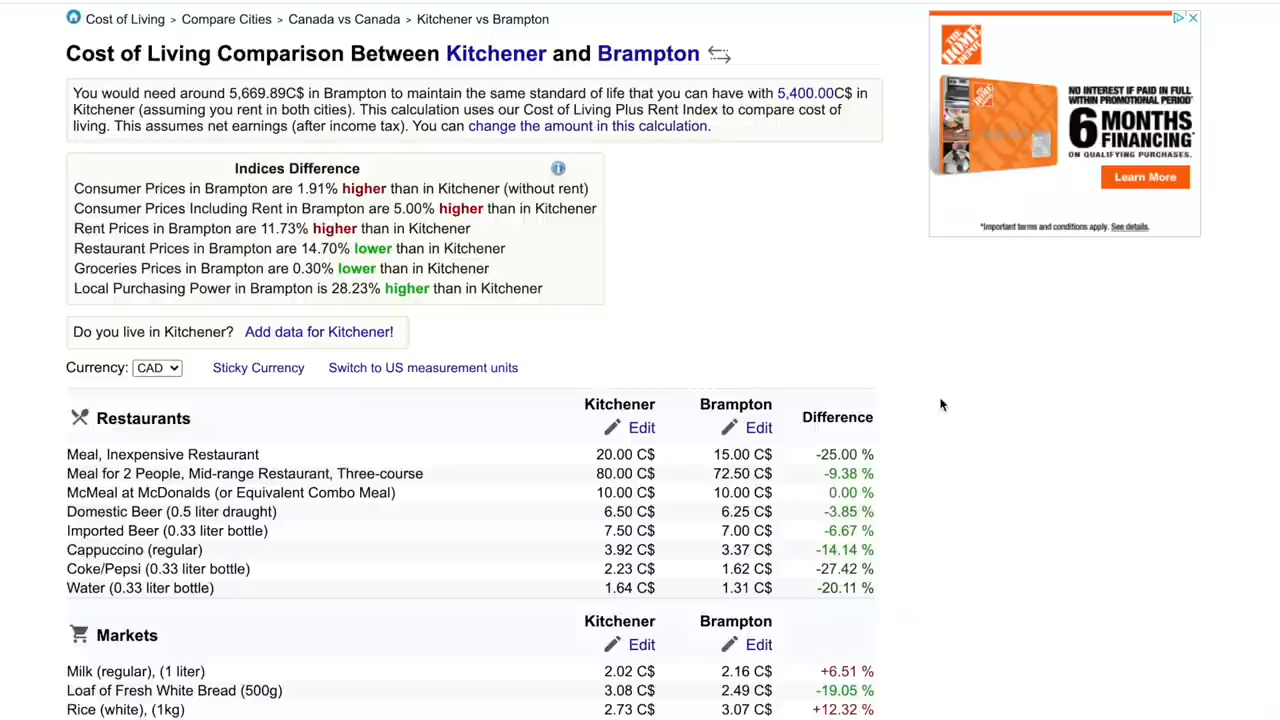 Cost of Living > Compare Cities > Canada vs Canada > Kitchener vs Brampton
Cost of Living Comparison Between Kitchener and Brampton
You would need around 5,669.89C$ in Brampton to maintain the same standard of life that you can have with 5,400.00C$ in
Kitchener (assuming you rent in both cities). This calculation uses our Cost of Living Plus Rent Index to compare cost of
living. This assumes net earnings (after income tax). You can change the amount in this calculation.
Indices Difference
Consumer Prices in Brampton are 1.91% higher than in Kitchener (without rent)
Consumer Prices Including Rent in Brampton are 5.00% higher than in Kitchener
Rent Prices in Brampton are 11.73% higher than in Kitchener
Restaurant Prices in Brampton are 14.70% lower than in Kitchener
Groceries Prices in Brampton are 0.30% lower than in Kitchener
Local Purchasing Power in Brampton is 28.23% higher than in Kitchener
Do you live in Kitchener? Add data for Kitchener!
Currency: CAD Sticky Currency Switch to US measurement units
Restaurants Kitchener Brampton Difference
Edit Edit
Meal, Inexpensive Restaurant 20.00 C$ 15.00 C$ -25.00 %
Meal for 2 People, Mid-range Restaurant, Three-course 80.00 C$ 72.50 C$ -9.38 %
McMeal at McDonalds (or Equivalent Combo Meal) 10.00 C$ 10.00 C$ 0.00 %
Domestic Beer (0.5 liter draught) 6.50 C$ 6.25 C$ -3.85 %
Imported Beer (0.33 liter bottle) 7.50 C$ 7.00 C$ -6.67 %
Cappuccino (regular) 3.92 C$ 3.37 C$ -14.14 %
Coke/Pepsi (0.33 liter bottle) 2.23 C$ 1.62 C$ -27.42 %
Water (0.33 liter bottle) 1.64 C$ 1.31 C$ -20.11 %
Markets Kitchener Brampton
Edit Edit
Milk (regular), (1 liter) 2.02 C$ 2.16 C$ +6.51 %
Loaf of Fresh White Bread (500g) 3.08 C$ 2.49 C$ -19.05 %
Rice (white), (1kg) 2.73 C$ 3.07 C$ +12.32 %
THE HOME DEPOT
NO INTEREST IF PAID IN FULL
WITHIN PROMOTIONAL PERIOD*
6 MONTHS
FINANCING*
ON QUALIFYING PURCHASES.
Learn More
*Important terms and conditions apply. See details.